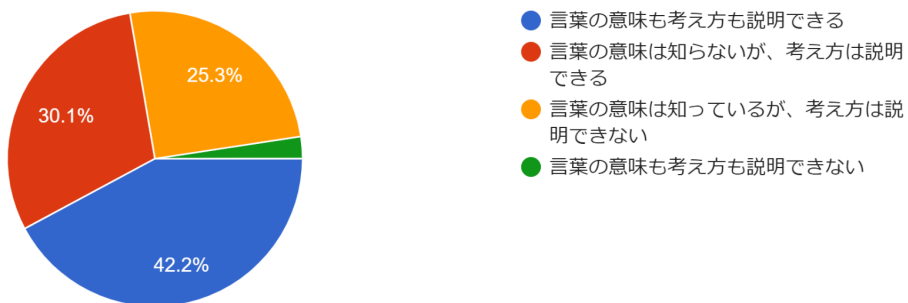 25.3%
30.1%
42.2%
言葉の意味も考え方も説明できる
言葉の意味は知らないが、考え方は説明
できる
言葉の意味は知っているが、考え方は説
明できない
言葉の意味も考え方も説明できない